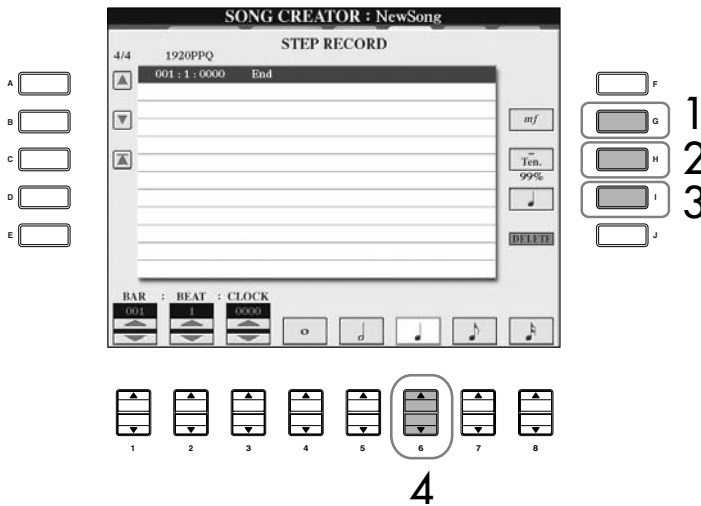 SONG CREATOR : NewSong
STEP RECORD
4/4 1920PPQ
001 : 1 : 0000 End
A
B
C
D
E
mf
Ten.
99%
DELETE
F
G 1
H 2
I 3
J
BAR : BEAT : CLOCK
001 1 0000
1 2 3 4 5 6 7 8
4